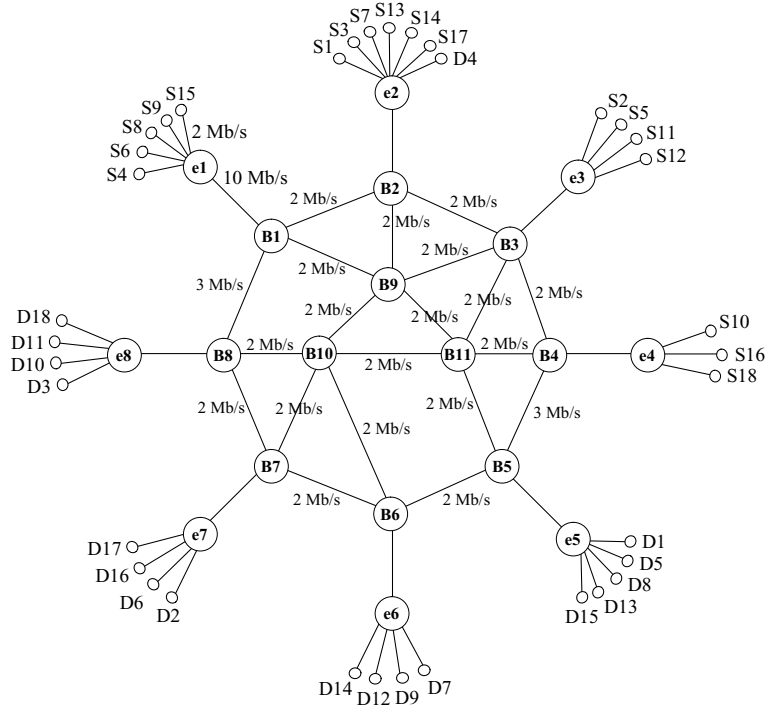 S13
S7
S14
S3
S17
S1
D4
e2
S15
S9
S8
2 Mb/s
S6
e1
S4
10 Mb/s
S2
S5
S11
S12
e3
B2
2 Mb/s
2 Mb/s
2 Mb/s
B1
B3
2 Mb/s
2 Mb/s
3 Mb/s
B9
2 Mb/s
2 Mb/s
2 Mb/s
2 Mb/s
D18
D11
D10
D3
e8
B8
2 Mb/s
B10
2 Mb/s
B11
2 Mb/s
B4
e4
S10
S16
S18
2 Mb/s
2 Mb/s
2 Mb/s
3 Mb/s
2 Mb/s
B7
B5
2 Mb/s
2 Mb/s
B6
e7
D17
D16
D6
D2
e5
D1
D5
D8
D13
D15
e6
D14
D12
D9
D7